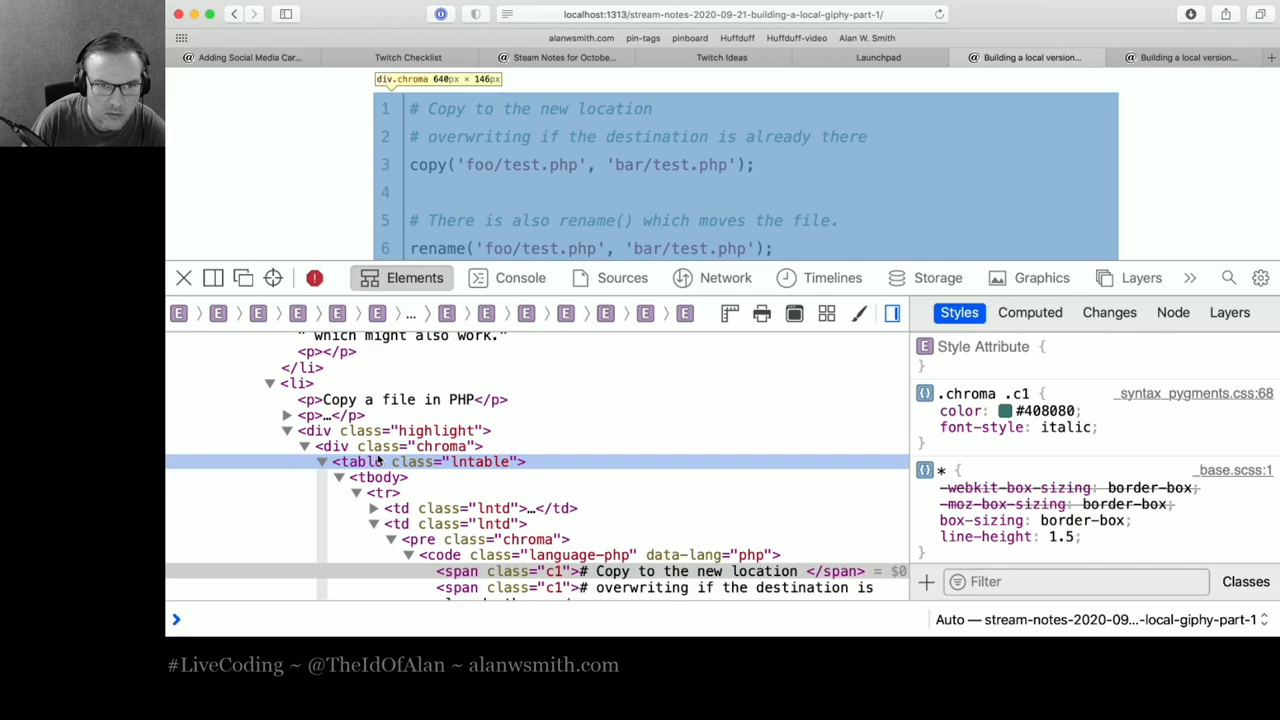 localhost:1313/stream-notes-2020-09-21-building-a-local-giphy-part-1/
alanwsmith.com pin-tags pinboard Huffduff Huffduff-video Alan W. Smith
@ Adding Social Media Car... Twitch Checklist @ Steam Notes for Octobe... Twitch Ideas Launchpad @ Building a local version... @ Building a local version...
div.chroma 640px × 146px
1 # Copy to the new location
2 # overwriting if the destination is already there
3 copy('foo/test.php', 'bar/test.php');
4
5 # There is also rename() which moves the file.
6 rename('foo/test.php', 'bar/test.php');
Elements Console Sources Network Timelines Storage Graphics Layers
E E E E E E ... E E E E E E E Styles Computed Changes Node Layers
" which might also work."
<p></p>
</li>
<li>
<p>Copy a file in PHP</p>
<p>…</p>
<div class="highlight">
<div class="chroma">
<table class="lntable">
<tbody>
<tr>
<td class="lntd">…</td>
<td class="lntd">
<pre class="chroma">
<code class="language-php" data-lang="php">
<span class="c1"># Copy to the new location </span> = $0
<span class="c1"># overwriting if the destination is
E Style Attribute {
}
.chroma .c1 { _syntax_pygments.css:68
color: #408080;
font-style: italic;
}
* { _base.scss:1
-webkit-box-sizing: border-box;
-moz-box-sizing: border-box;
box-sizing: border-box;
line-height: 1.5;
}
Filter Classes
Auto — stream-notes-2020-09...-local-giphy-part-1
#LiveCoding ~ @TheIdOfAlan ~ alanwsmith.com